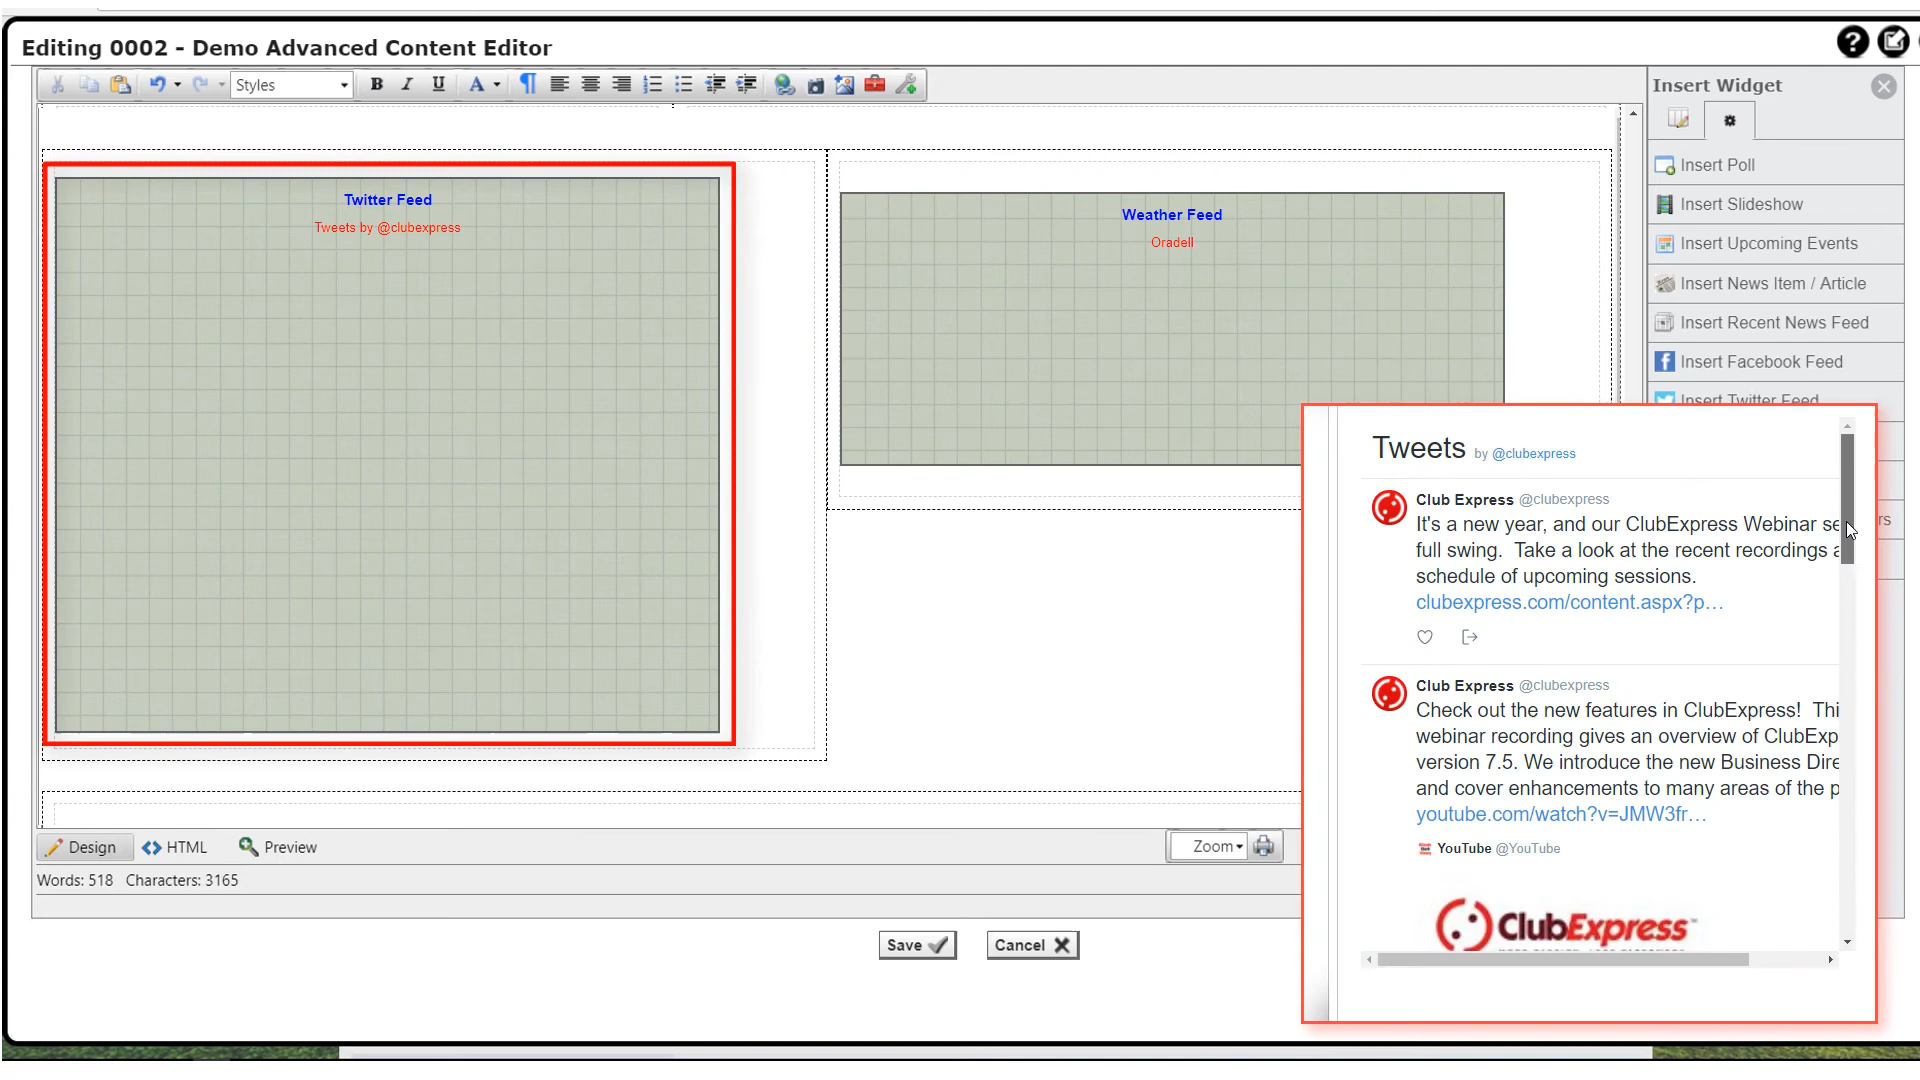 Editing 0002 - Demo Advanced Content Editor
Styles
B I U A
Insert Widget
Insert Poll
Insert Slideshow
Insert Upcoming Events
Insert News Item / Article
Insert Recent News Feed
Insert Facebook Feed
Insert Twitter Feed
rs
Twitter Feed
Tweets by @clubexpress
Weather Feed
Oradell
Tweets by @clubexpress
Club Express @clubexpress
It's a new year, and our ClubExpress Webinar se
full swing. Take a look at the recent recordings a
schedule of upcoming sessions.
clubexpress.com/content.aspx?p…
Club Express @clubexpress
Check out the new features in ClubExpress! Thi
webinar recording gives an overview of ClubExp
version 7.5. We introduce the new Business Dire
and cover enhancements to many areas of the p
youtube.com/watch?v=JMW3fr…
YouTube @YouTube
ClubExpress™
Design HTML Preview
Zoom
Words: 518 Characters: 3165
Save
Cancel